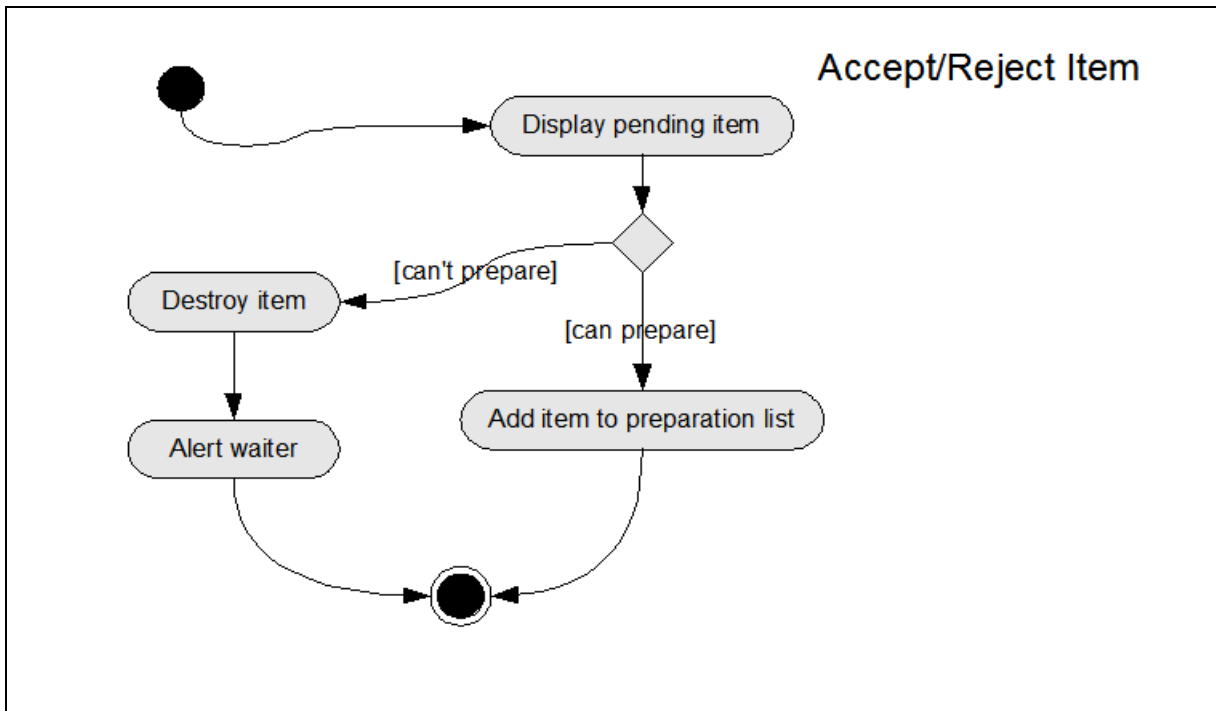 Accept/Reject Item
Display pending item
[can't prepare]
Destroy item
[can prepare]
Add item to preparation list
Alert waiter